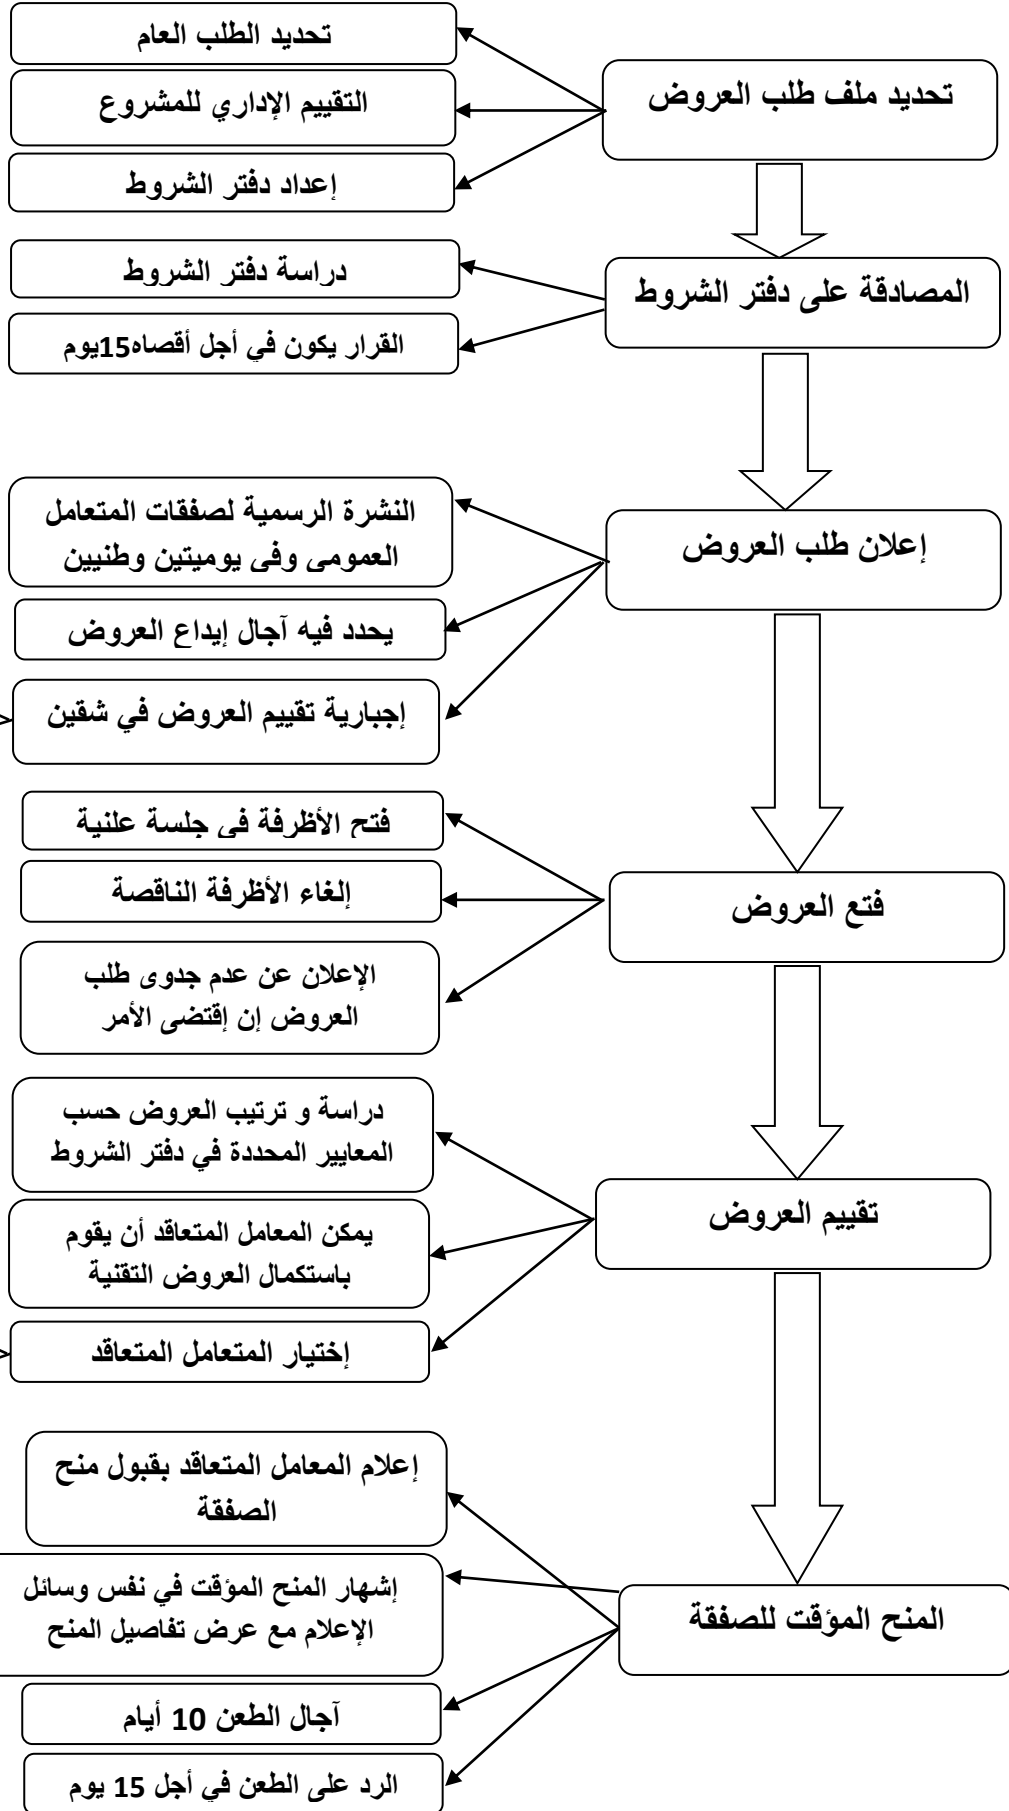 تحديد ملف طلب العروض
تحديد الطلب العام
التقييم الإداري للمشروع
إعداد دفتر الشروط
المصادقة على دفتر الشروط
دراسة دفتر الشروط
القرار يكون في أجل أقصاه15يوم
إعلان طلب العروض
النشرة الرسمية لصفقات المتعامل
العمومي وفي يوميتين وطنيين
يحدد فيه آجال إيداع العروض
إجبارية تقييم العروض في شقين
فتع العروض
فتح الأظرفة في جلسة علنية
إلغاء الأظرفة الناقصة
الإعلان عن عدم جدوى طلب
العروض إن إقتضى الأمر
تقييم العروض
دراسة و ترتيب العروض حسب
المعايير المحددة في دفتر الشروط
يمكن المعامل المتعاقد أن يقوم
باستكمال العروض التقنية
إختيار المتعامل المتعاقد
المنح المؤقت للصفقة
إعلام المعامل المتعاقد بقبول منح
الصفقة
إشهار المنح المؤقت في نفس وسائل
الإعلام مع عرض تفاصيل المنح
آجال الطعن 10 أيام
الرد على الطعن في أجل 15 يوم